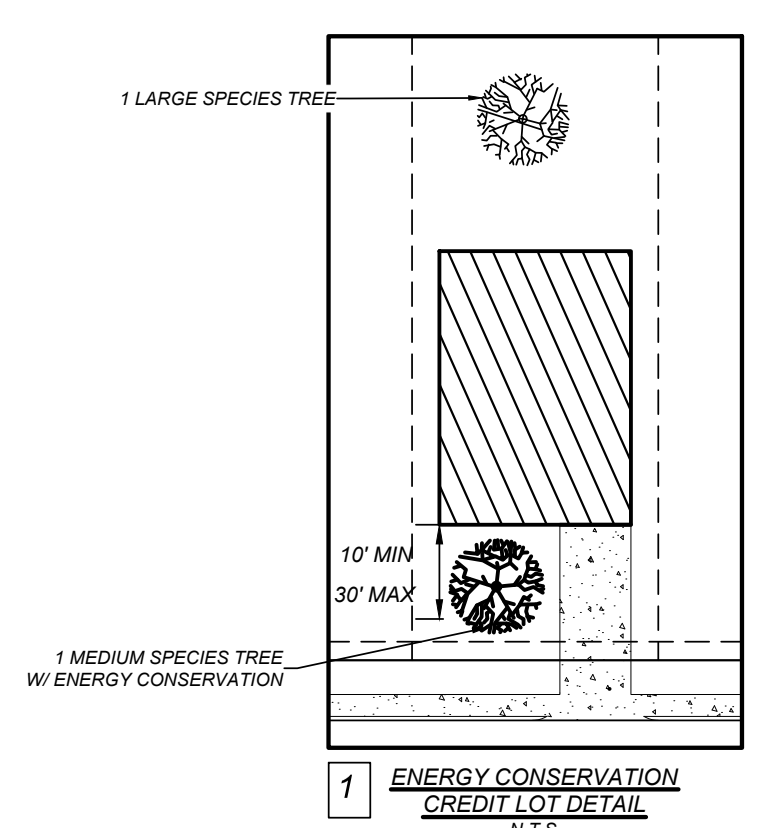 1 LARGE SPECIES TREE
10' MIN
30' MAX
1 MEDIUM SPECIES TREE
W/ ENERGY CONSERVATION
1
ENERGY CONSERVATION
CREDIT LOT DETAIL
N.T.S.